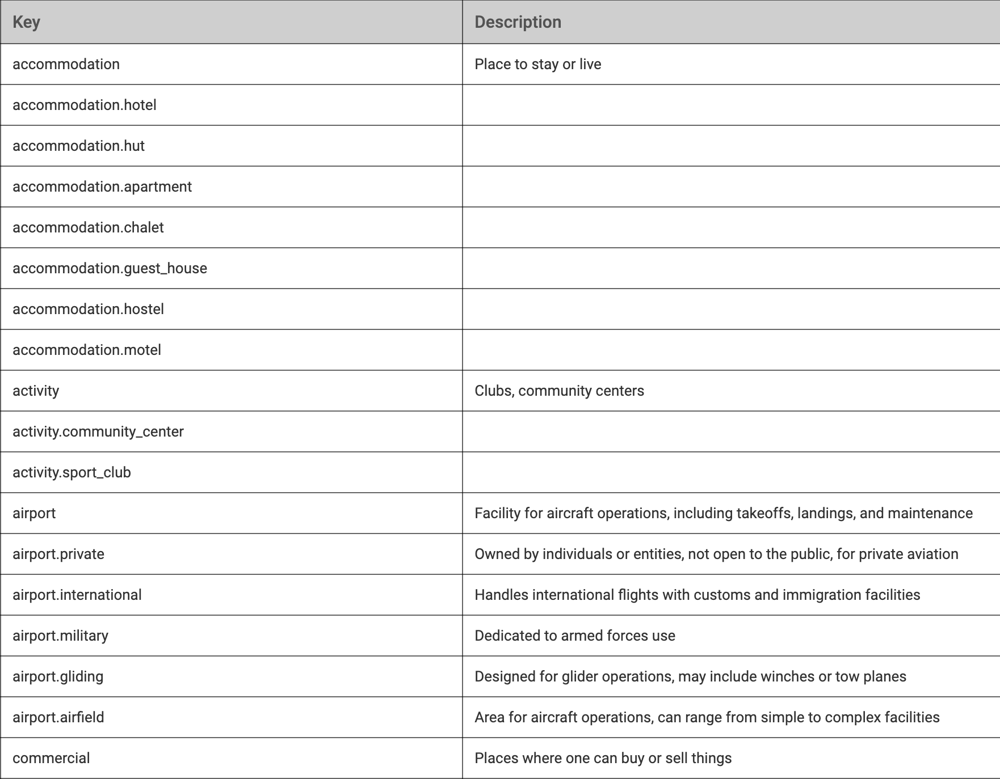 Key Description
accommodation Place to stay or live
accommodation.hotel
accommodation.hut
accommodation.apartment
accommodation.chalet
accommodation.guest_house
accommodation.hostel
accommodation.motel
activity Clubs, community centers
activity.community_center
activity.sport_club
airport Facility for aircraft operations, including takeoffs, landings, and maintenance
airport.private Owned by individuals or entities, not open to the public, for private aviation
airport.international Handles international flights with customs and immigration facilities
airport.military Dedicated to armed forces use
airport.gliding Designed for glider operations, may include winches or tow planes
airport.airfield Area for aircraft operations, can range from simple to complex facilities
commercial Places where one can buy or sell things